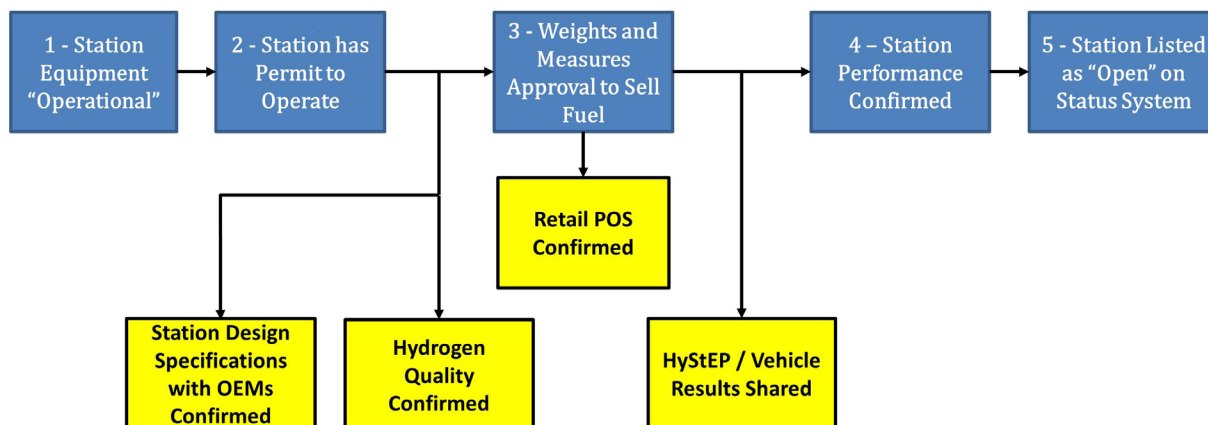 1 - Station
Equipment
“Operational”
2 - Station has
Permit to
Operate
3 - Weights and
Measures
Approval to Sell
Fuel
4 – Station
Performance
Confirmed
5 - Station Listed
as “Open” on
Status System
Retail POS
Confirmed
Station Design
Specifications
with OEMs
Confirmed
Hydrogen
Quality
Confirmed
HyStEP / Vehicle
Results Shared